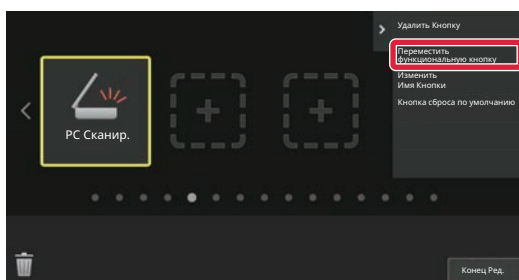 Удалить Кнопку
Переместить
функциональную кнопку
Изменить
Имя Кнопки
Кнопка сброса по умолчанию
PC Сканир.
Конец Ред.